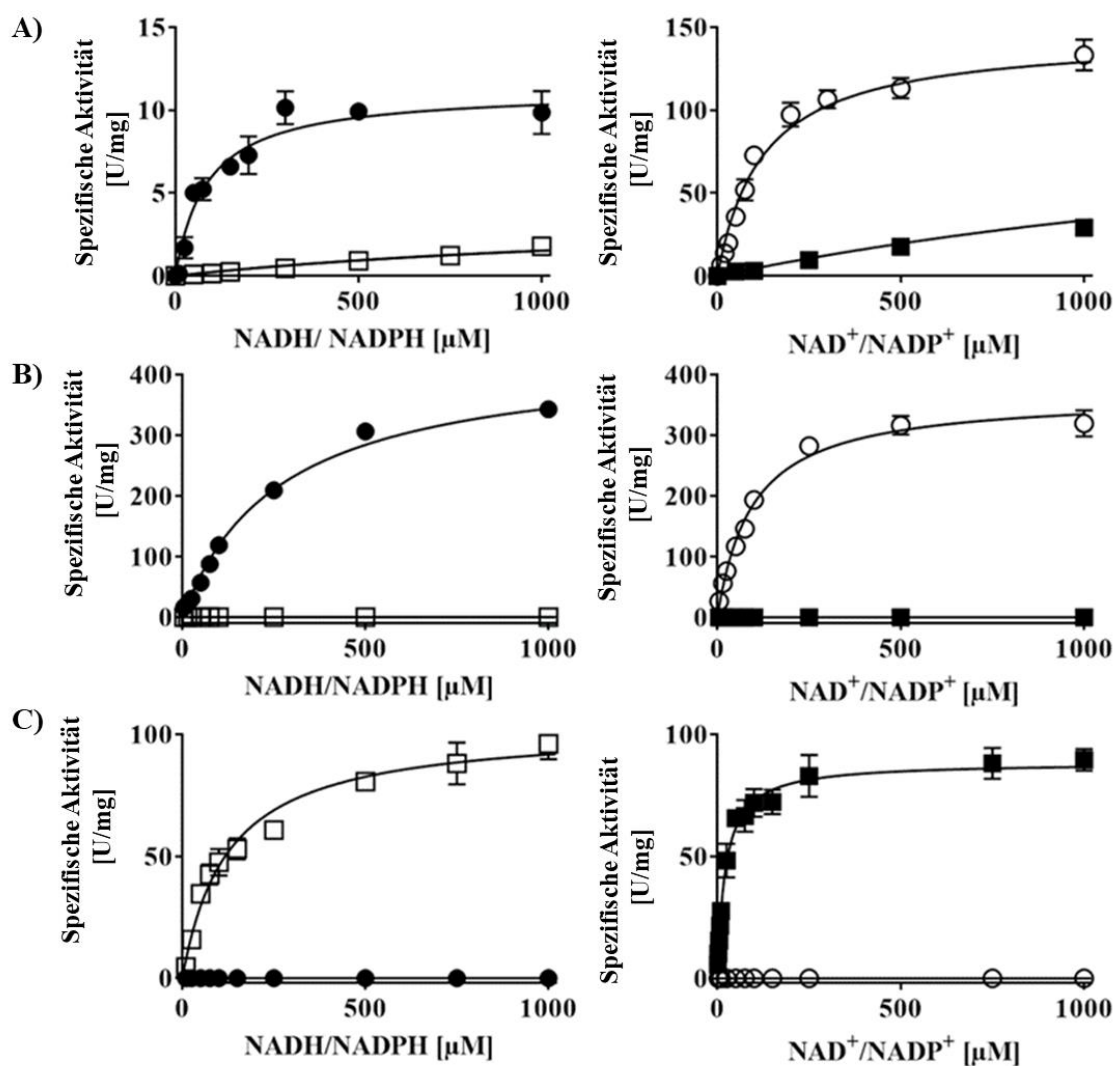 A)
Spezifische Aktivität
[U/mg]
15
10
5
0
0
500
1000
NADH/ NADPH [µM]
Spezifische Aktivität
[U/mg]
150
100
50
0
0
500
1000
NAD⁺/NADP⁺ [µM]
B)
Spezifische Aktivität
[U/mg]
400
300
200
100
0
0
500
1000
NADH/NADPH [µM]
Spezifische Aktivität
[U/mg]
400
300
200
100
0
0
500
1000
NAD⁺/NADP⁺ [µM]
C)
Spezifische Aktivität
[U/mg]
100
50
0
0
500
1000
NADH/NADPH [µM]
Spezifische Aktivität
[U/mg]
100
50
0
0
500
1000
NAD⁺/NADP⁺ [µM]